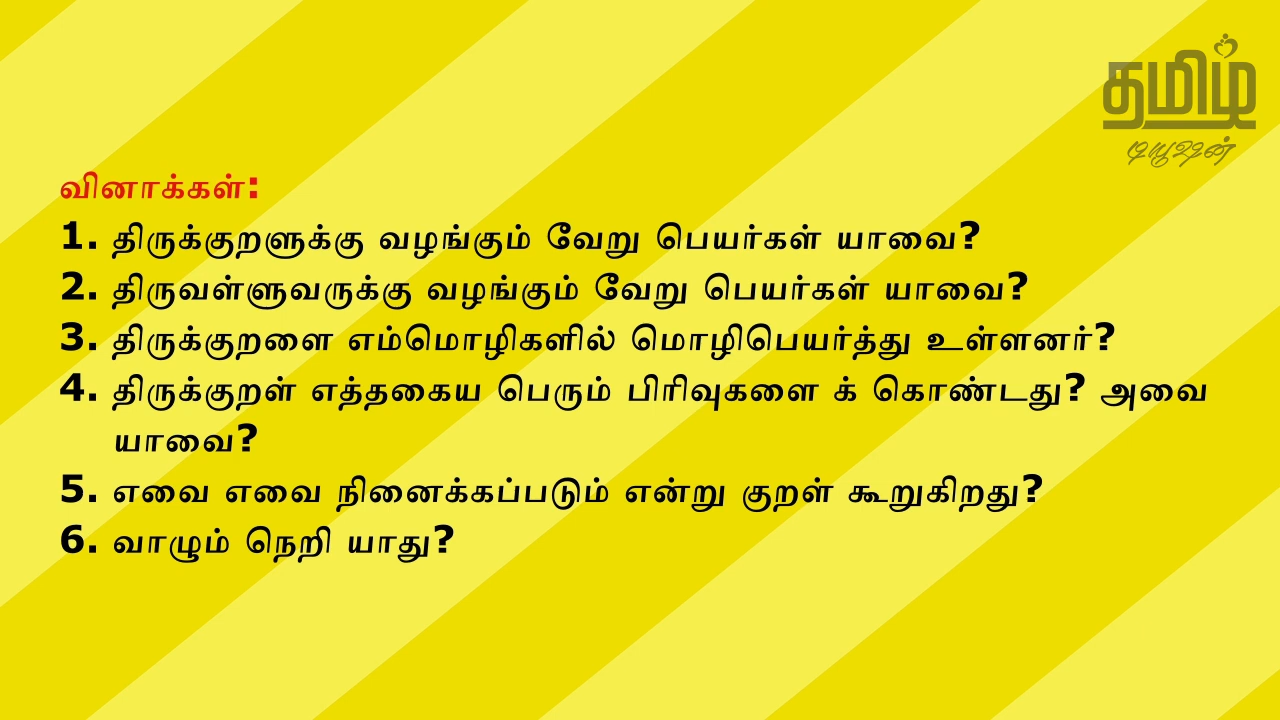 தமிழ்
டியூஷன்
வினாக்கள்:
1. திருக்குறளுக்கு வழங்கும் வேறு பெயர்கள் யாவை?
2. திருவள்ளுவருக்கு வழங்கும் வேறு பெயர்கள் யாவை?
3. திருக்குறளை எம்மொழிகளில் மொழிபெயர்த்து உள்ளனர்?
4. திருக்குறள் எத்தகைய பெரும் பிரிவுகளை க் கொண்டது? அவை
யாவை?
5. எவை எவை நினைக்கப்படும் என்று குறள் கூறுகிறது?
6. வாழும் நெறி யாது?